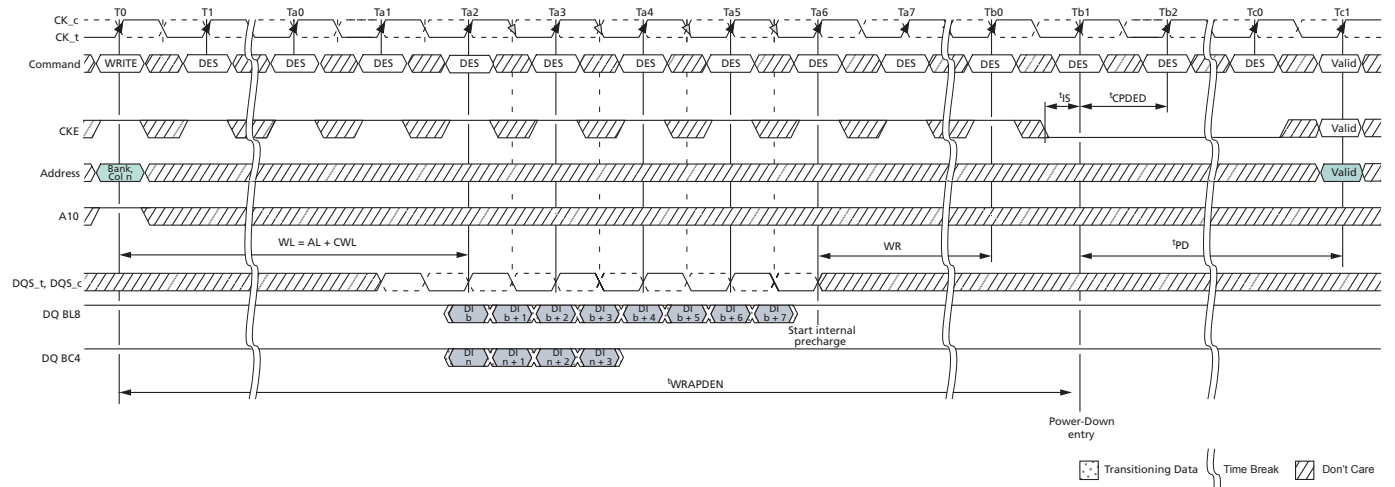 T0 T1 Ta0 Ta1 Ta2 Ta3 Ta4 Ta5 Ta6 Ta7 Tb0 Tb1 Tb2 Tc0 Tc1
CK_c
CK_t
Command WRITE DES DES DES DES DES DES DES DES DES DES DES DES DES Valid
tIS tCPDED
CKE Valid
Address Bank, Col n Valid
A10
WL = AL + CWL WR tPD
DQS_t, DQS_c
DQ BL8 DI b DI b + 1 DI b + 2 DI b + 3 DI b + 4 DI b + 5 DI b + 6 DI b + 7
Start internal
precharge
DQ BC4 DI n DI n + 1 DI n + 2 DI n + 3
tWRAPDEN
Power-Down
entry
Transitioning Data Time Break Don't Care